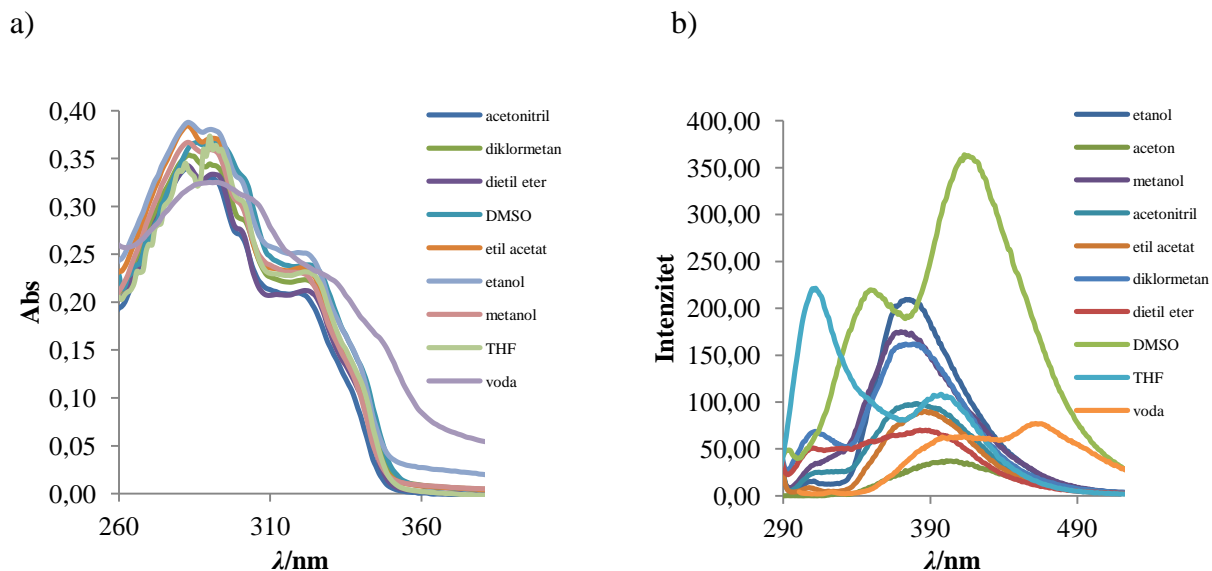 a)
0,40
0,35
0,30
0,25
0,20
0,15
0,10
0,05
0,00
Abs
260
310
360
λ/nm
acetonitril
diklormetan
dietil eter
DMSO
etil acetat
etanol
metanol
THF
voda
b)
400,00
350,00
300,00
250,00
200,00
150,00
100,00
50,00
0,00
Intenzitet
290
390
490
λ/nm
etanol
aceton
metanol
acetonitril
etil acetat
diklormetan
dietil eter
DMSO
THF
voda